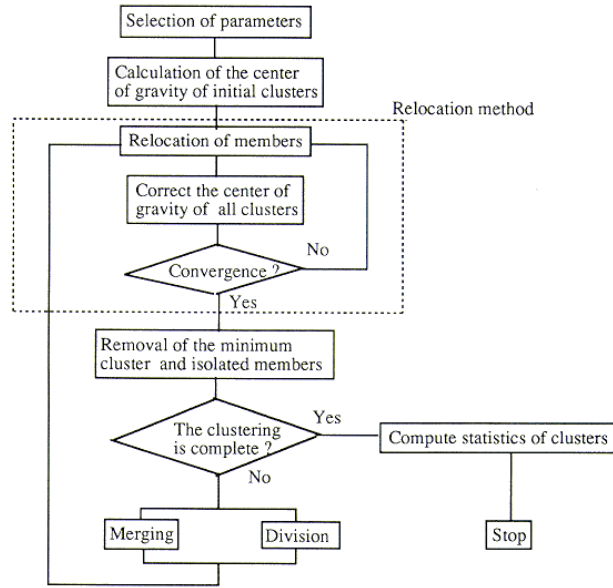 Selection of parameters
Calculation of the center
of gravity of initial clusters
Relocation method
Relocation of members
Correct the center of
gravity of all clusters
No
Convergence ?
Yes
Removal of the minimum
cluster and isolated members
Yes
The clustering
is complete ?
Compute statistics of clusters
No
Merging
Division
Stop